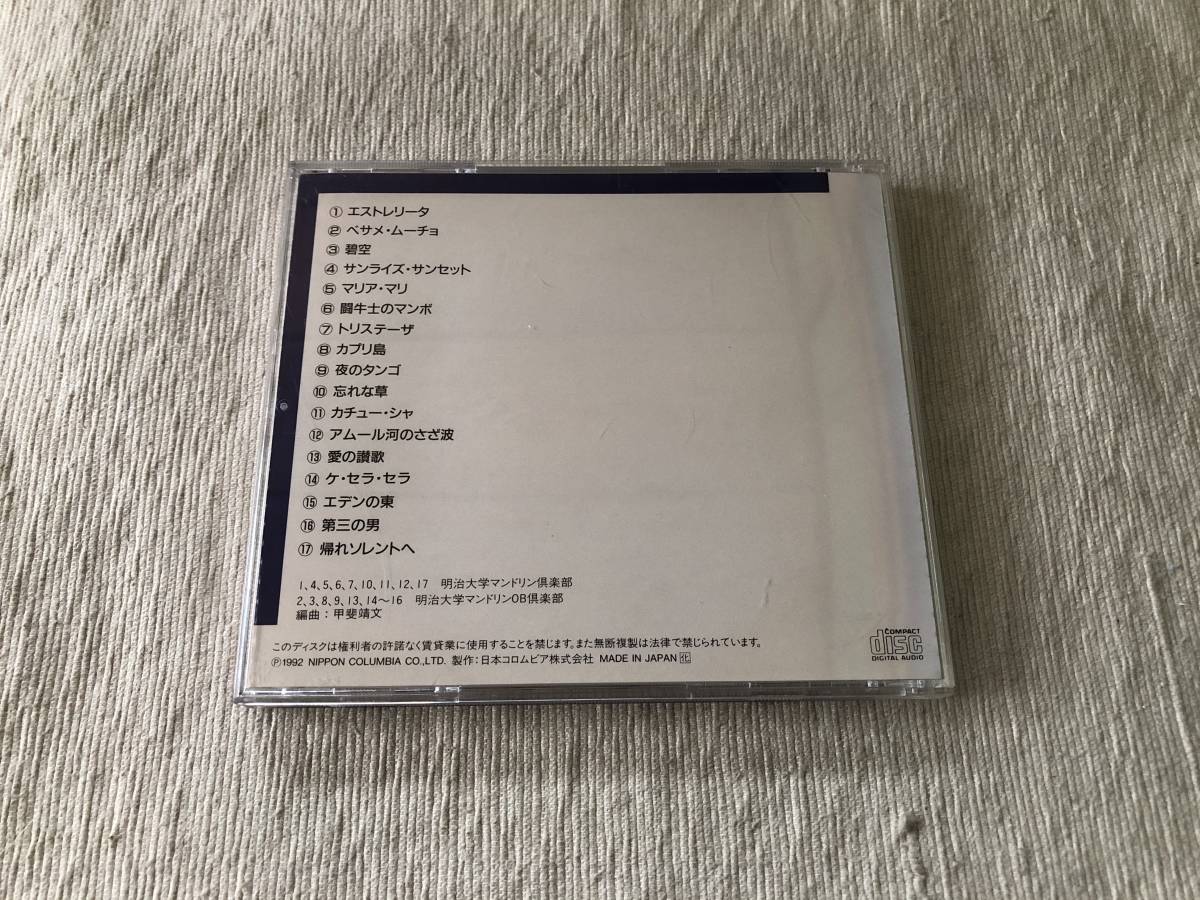 ① エストレリータ
② ベサメ・ムーチョ
③ 碧空
④ サンライズ・サンセット
⑤ マリア・マリ
⑥ 闘牛士のマンボ
⑦ トリステーザ
⑧ カプリ島
⑨ 夜のタンゴ
⑩ 忘れな草
⑪ カチュー・シャ
⑫ アムール河のさざ波
⑬ 愛の讃歌
⑭ ケ・セラ・セラ
⑮ エデンの東
⑯ 第三の男
⑰ 帰れソレントへ
1、4、5、6、7、10、11、12、17 明治大学マンドリン倶楽部
2、3、8、9、13、14〜16 明治大学マンドリンOB倶楽部
編曲：甲斐靖文
このディスクは権利者の許諾なく賃貸業に使用することを禁じます。また無断複製は法律で禁じられています。
Ⓟ1992 NIPPON COLUMBIA CO.,LTD. 製作：日本コロムビア株式会社 MADE IN JAPAN 化
COMPACT
disc
DIGITAL AUDIO